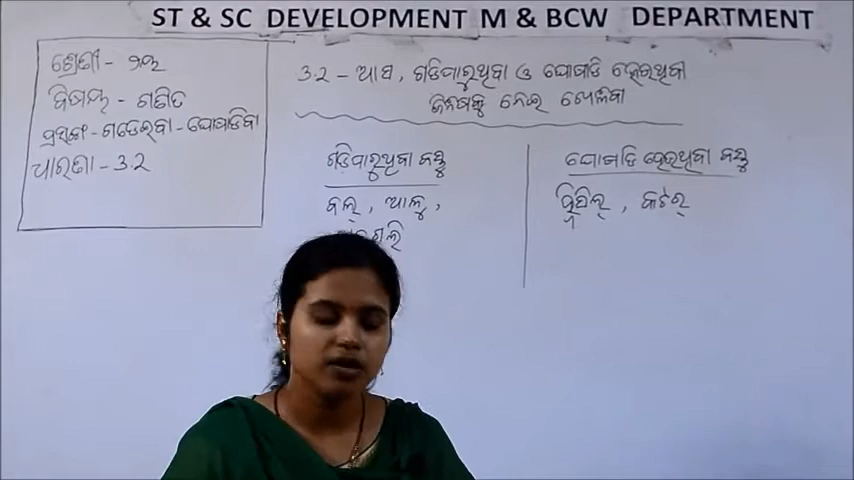 ST & SC DEVELOPMENT M & BCW DEPARTMENT
ଶ୍ରେଣୀ - ୨ୟ
ବିଷୟ - ଗଣିତ
ପ୍ରସଙ୍ଗ - ଗଡେଇବା - ଘୋସାଡିବା
ଧାରଣା - 3.2
3.2 - ଆସ, ଗଡିପାରୁଥିବା ଓ ଘୋସାଡି ହେଉଥିବା
ଜିନିଷକୁ ନେଇ ଖେଳିବା
ଗଡିପାରୁଥିବା ବସ୍ତୁ
ବଲ୍, ଆଳୁ,
ଘୋସାଡି ହେଉଥିବା ବସ୍ତୁ
ଡଷ୍ଟର